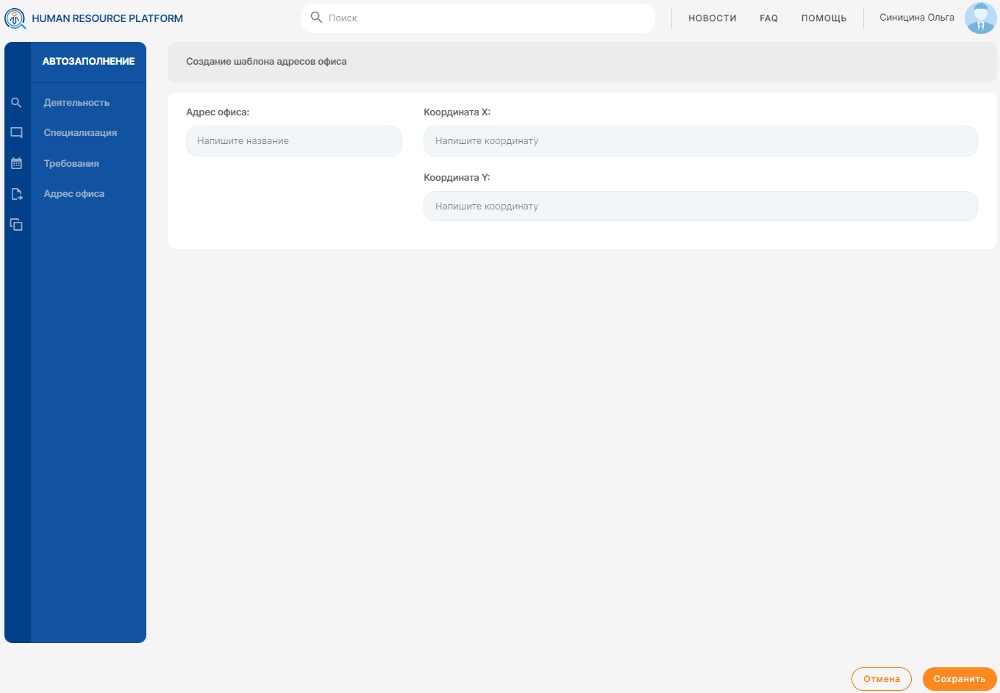 HUMAN RESOURCE PLATFORM
Поиск
НОВОСТИ
FAQ
ПОМОЩЬ
Синицина Ольга
АВТОЗАПОЛНЕНИЕ
Деятельность
Специализация
Требования
Адрес офиса
Создание шаблона адресов офиса
Адрес офиса:
Напишите название
Координата X:
Напишите координату
Координата Y:
Напишите координату
Отмена
Сохранить